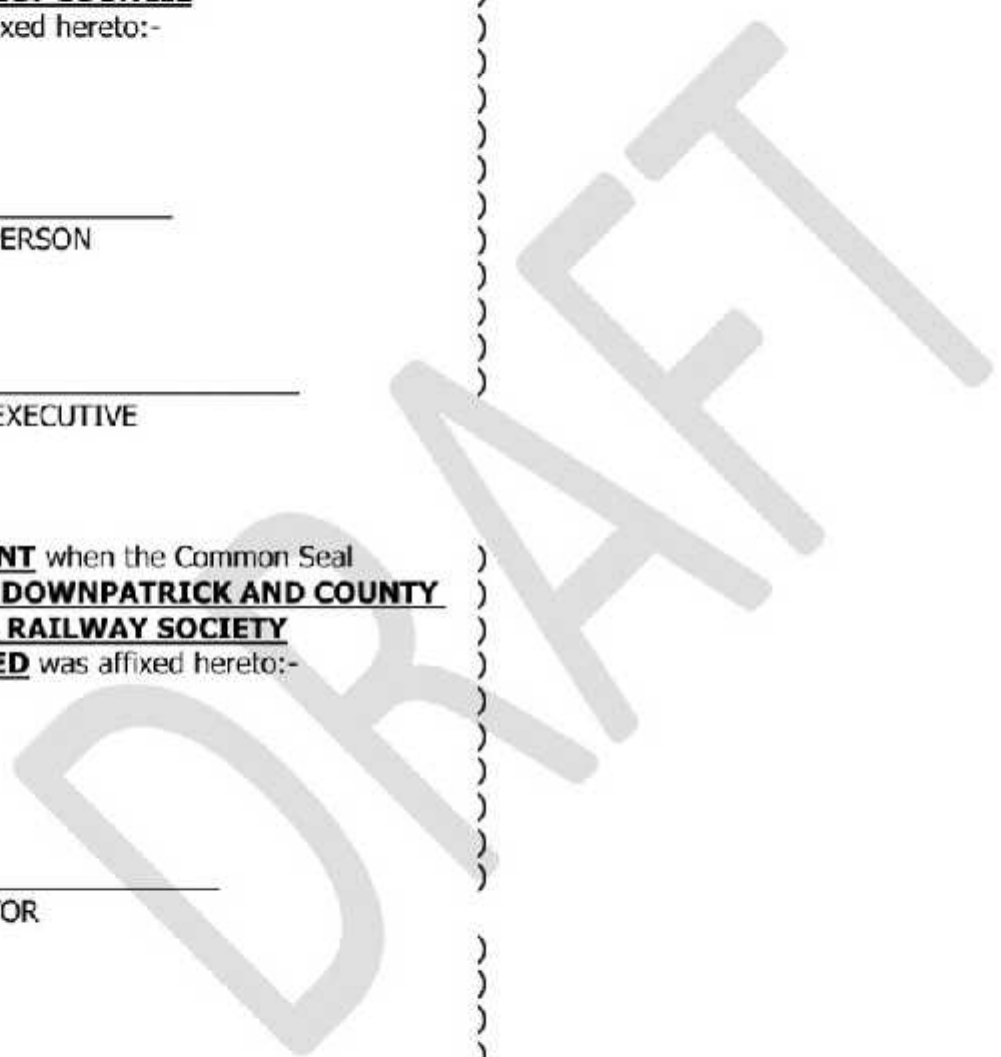 xed hereto:-
ERSON
EXECUTIVE
NT when the Common Seal
DOWNPATRICK AND COUNTY
RAILWAY SOCIETY
ED was affixed hereto:-
TOR
DRAFT